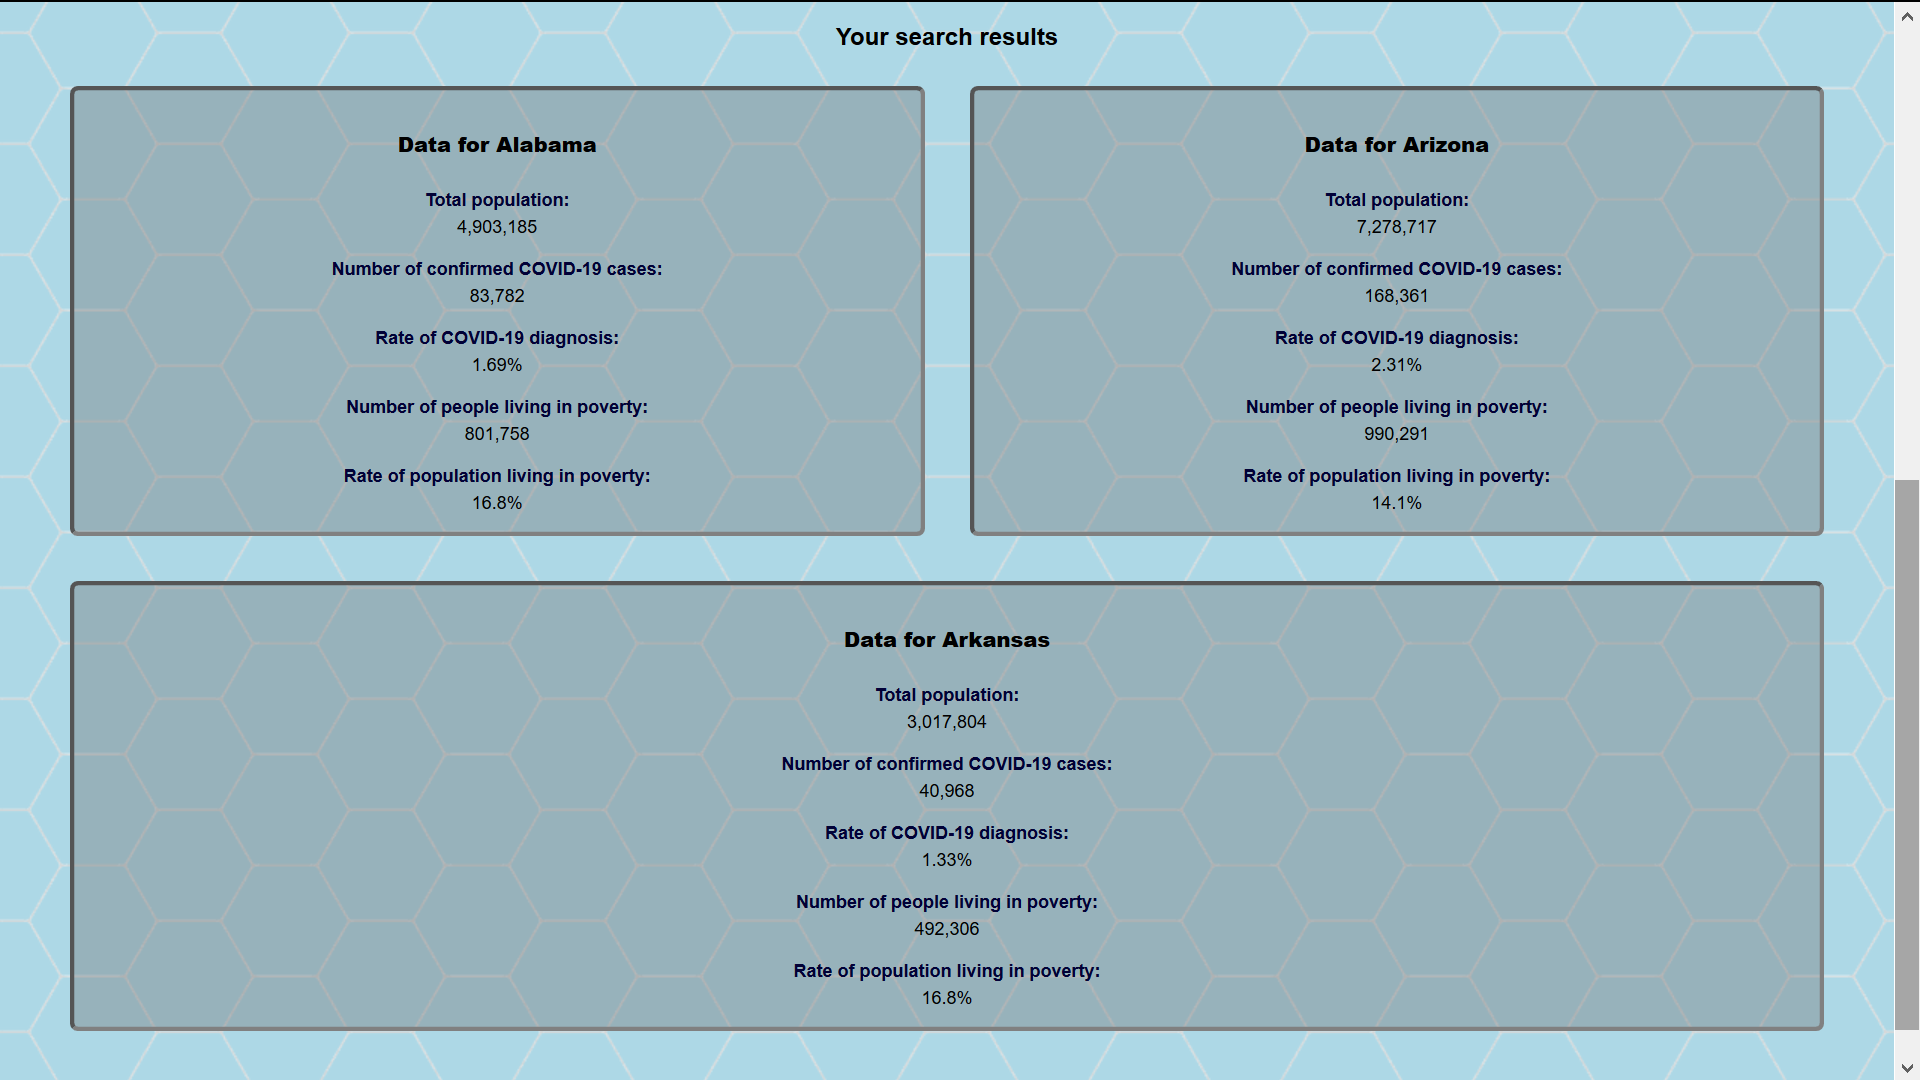 Your search results
Data for Alabama
Total population:
4,903,185
Number of confirmed COVID-19 cases:
83,782
Rate of COVID-19 diagnosis:
1.69%
Number of people living in poverty:
801,758
Rate of population living in poverty:
16.8%
Data for Arizona
Total population:
7,278,717
Number of confirmed COVID-19 cases:
168,361
Rate of COVID-19 diagnosis:
2.31%
Number of people living in poverty:
990,291
Rate of population living in poverty:
14.1%
Data for Arkansas
Total population:
3,017,804
Number of confirmed COVID-19 cases:
40,968
Rate of COVID-19 diagnosis:
1.33%
Number of people living in poverty:
492,306
Rate of population living in poverty:
16.8%